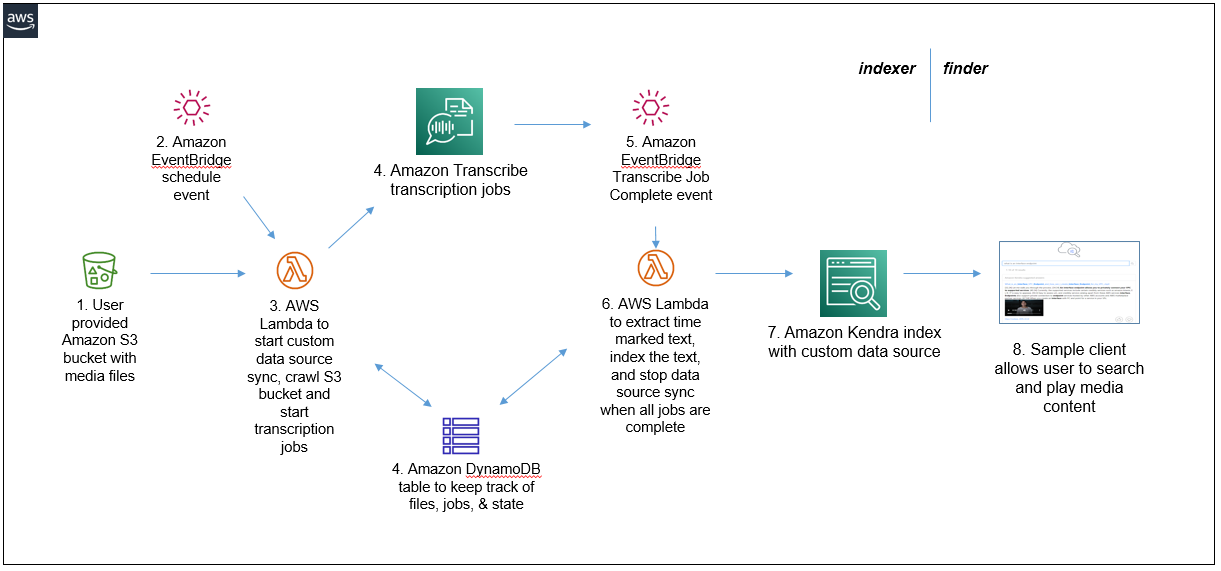 aws
indexer
finder
2. Amazon
EventBridge
schedule
event
4. Amazon Transcribe
transcription jobs
5. Amazon
EventBridge
Transcribe Job
Complete event
1. User
provided
Amazon S3
bucket with
media files
3. AWS
Lambda to
start custom
data source
sync, crawl S3
bucket and
start
transcription
jobs
4. Amazon DynamoDB
table to keep track of
files, jobs, & state
6. AWS Lambda
to extract time
marked text,
index the text,
and stop data
source sync
when all jobs are
complete
7. Amazon Kendra index
with custom data source
8. Sample client
allows user to search
and play media
content